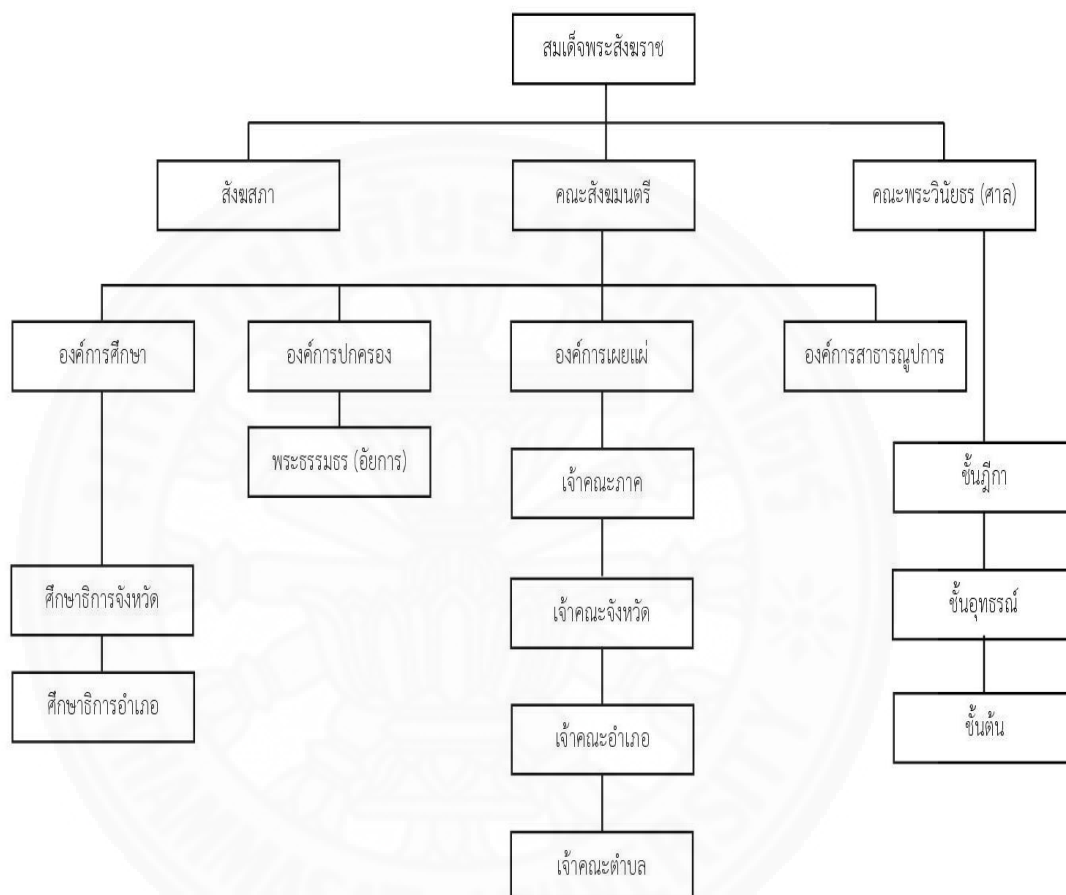 สมเด็จพระสังฆราช
สังฆสภา
คณะสังฆมนตรี
คณะพระวินัยธร (ศาล)
องค์การศึกษา
องค์การปกครอง
องค์การเผยแผ่
องค์การสาธารณูปการ
พระธรรมธร (อัยการ)
เจ้าคณะภาค
ชั้นฎีกา
ศึกษาธิการจังหวัด
เจ้าคณะจังหวัด
ชั้นอุทธรณ์
ศึกษาธิการอำเภอ
เจ้าคณะอำเภอ
ชั้นต้น
เจ้าคณะตำบล